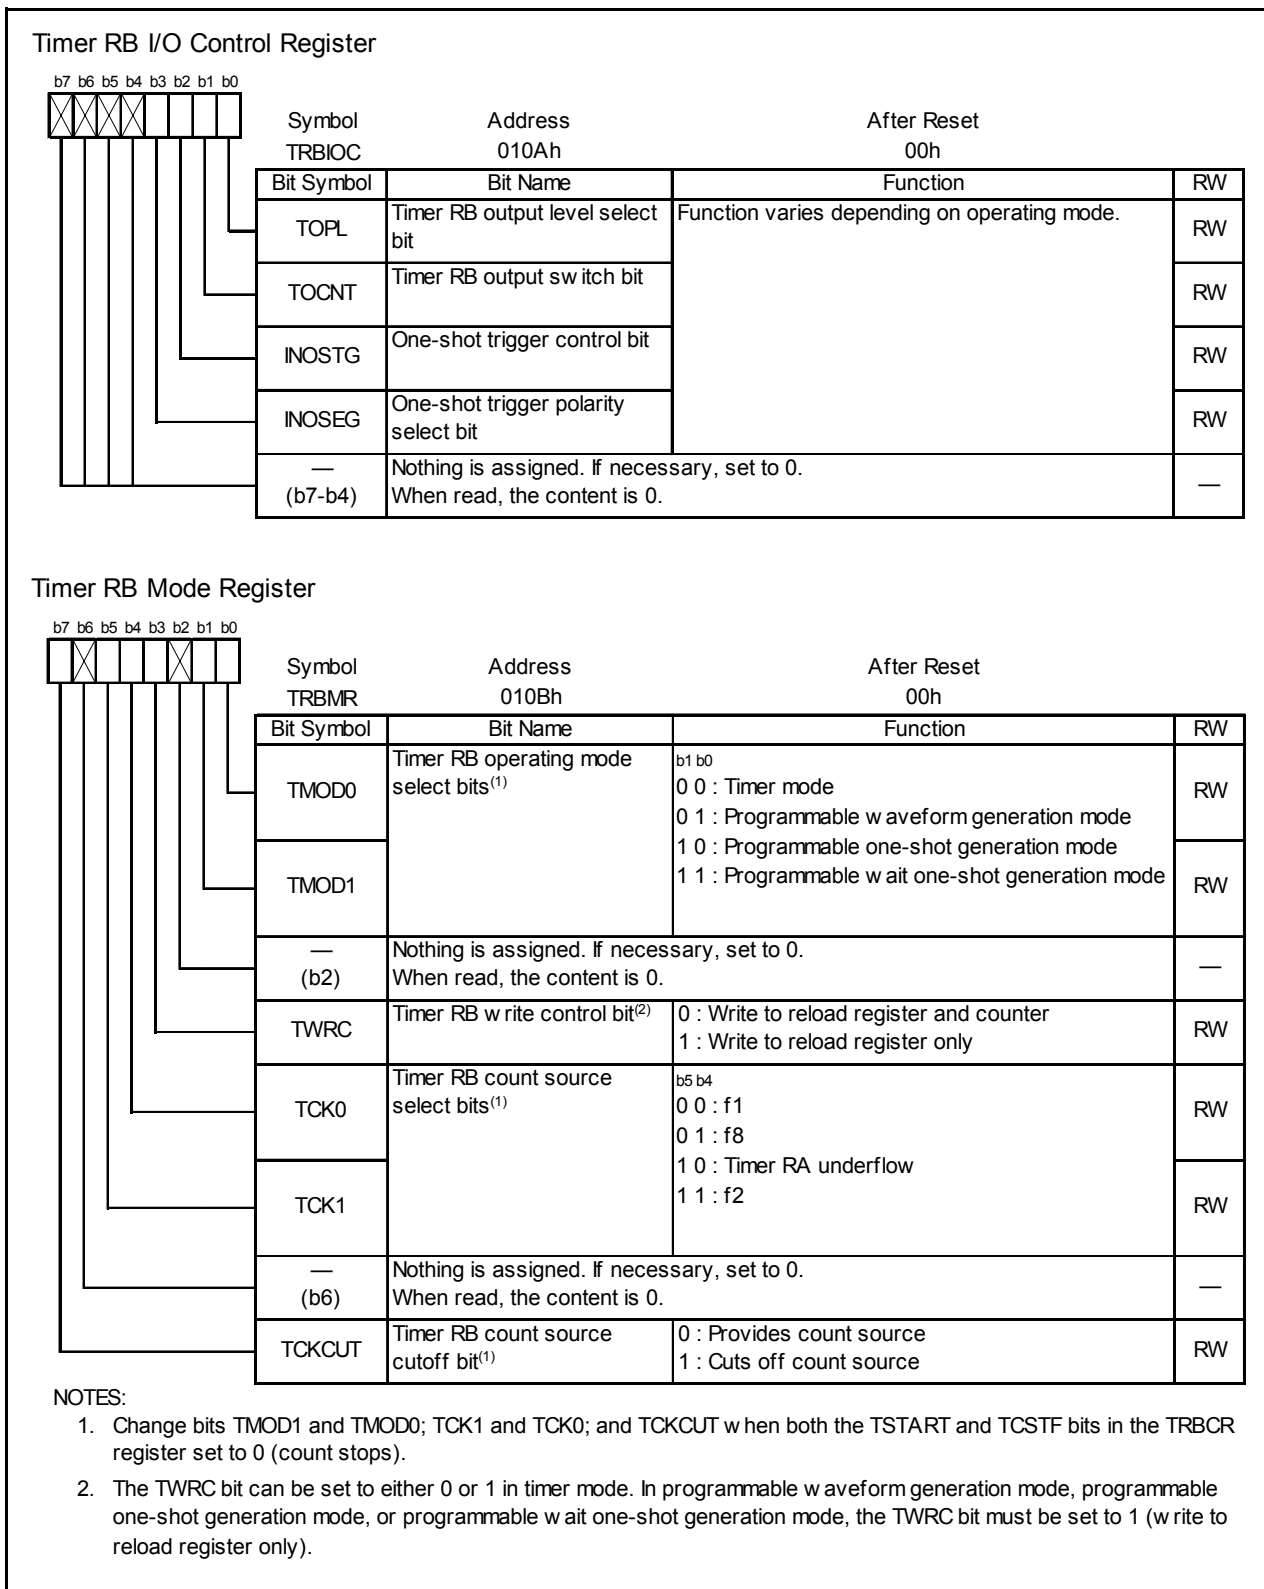 Timer RB I/O Control Register
b7 b6 b5 b4 b3 b2 b1 b0
Symbol Address After Reset
TRBIOC 010Ah 00h
Bit Symbol Bit Name Function RW
TOPL Timer RB output level select bit Function varies depending on operating mode. RW
TOCNT Timer RB output switch bit RW
INOSTG One-shot trigger control bit RW
INOSEG One-shot trigger polarity select bit RW
— (b7-b4) Nothing is assigned. If necessary, set to 0.
When read, the content is 0. —
Timer RB Mode Register
b7 b6 b5 b4 b3 b2 b1 b0
Symbol Address After Reset
TRBMR 010Bh 00h
Bit Symbol Bit Name Function RW
TMOD0 Timer RB operating mode select bits(1) b1 b0
0 0 : Timer mode RW
0 1 : Programmable waveform generation mode
1 0 : Programmable one-shot generation mode
TMOD1 1 1 : Programmable wait one-shot generation mode RW
— (b2) Nothing is assigned. If necessary, set to 0.
When read, the content is 0. —
TWRC Timer RB write control bit(2) 0 : Write to reload register and counter
1 : Write to reload register only RW
TCK0 Timer RB count source select bits(1) b5 b4
0 0 : f1 RW
0 1 : f8
1 0 : Timer RA underflow
TCK1 1 1 : f2 RW
— (b6) Nothing is assigned. If necessary, set to 0.
When read, the content is 0. —
TCKCUT Timer RB count source cutoff bit(1) 0 : Provides count source
1 : Cuts off count source RW
NOTES:
1. Change bits TMOD1 and TMOD0; TCK1 and TCK0; and TCKCUT when both the TSTART and TCSTF bits in the TRBCR
register set to 0 (count stops).
2. The TWRC bit can be set to either 0 or 1 in timer mode. In programmable waveform generation mode, programmable
one-shot generation mode, or programmable wait one-shot generation mode, the TWRC bit must be set to 1 (write to
reload register only).